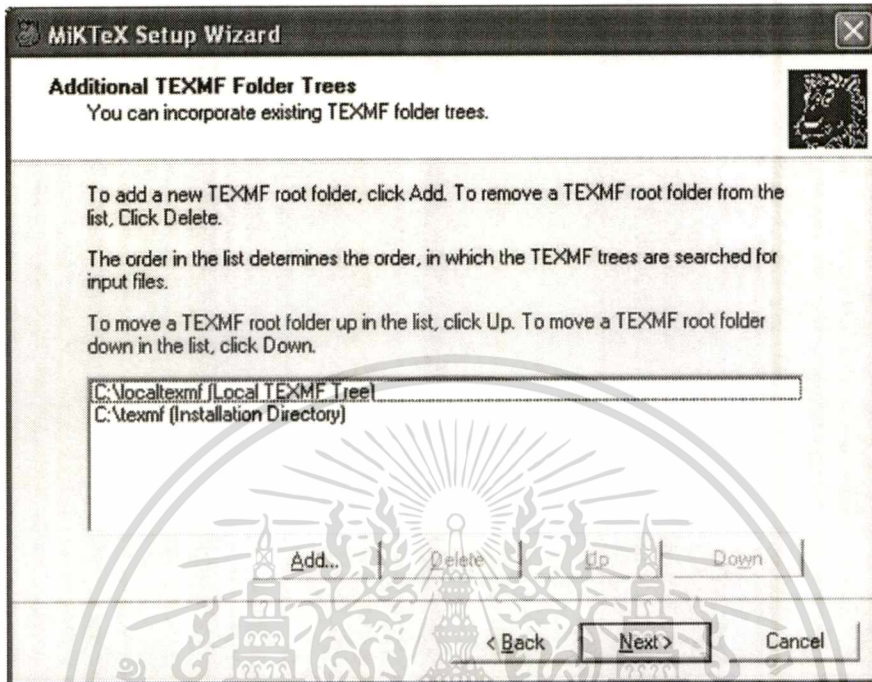 MiKTeX Setup Wizard
Additional TEXMF Folder Trees
You can incorporate existing TEXMF folder trees.
To add a new TEXMF root folder, click Add. To remove a TEXMF root folder from the
list, Click Delete.
The order in the list determines the order, in which the TEXMF trees are searched for
input files.
To move a TEXMF root folder up in the list, click Up. To move a TEXMF root folder
down in the list, click Down.
C:\localtexmf (Local TEXMF Tree)
C:\texmf (Installation Directory)
Add... Delete Up Down
< Back Next > Cancel